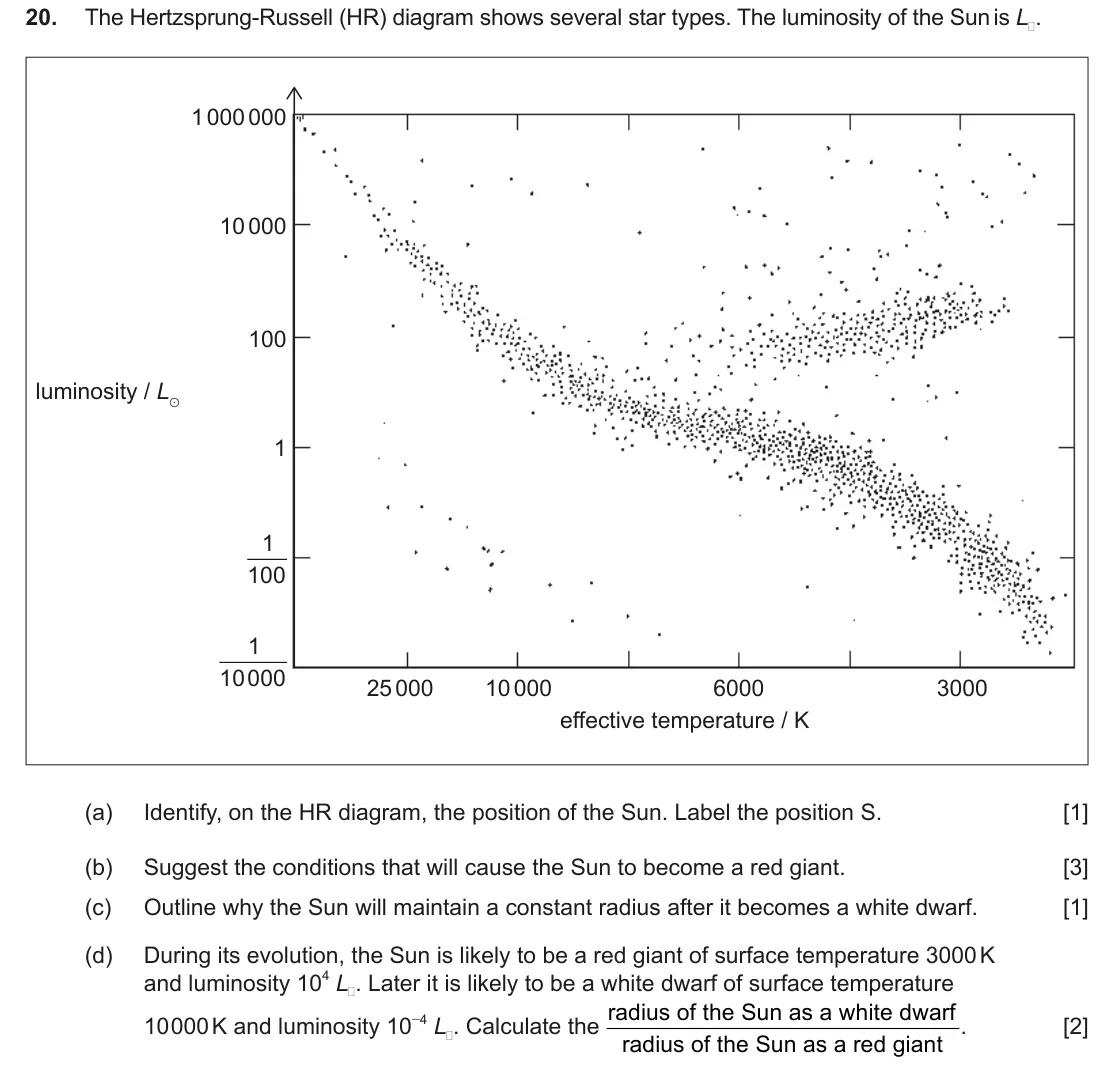 20. The Hertzsprung-Russell (HR) diagram shows several star types. The luminosity of the Sun is L□.
1 000 000
10 000
100
luminosity / L⊙
1
1
100
1
10 000
25 000 10 000 6000 3000
effective temperature / K
(a) Identify, on the HR diagram, the position of the Sun. Label the position S. [1]
(b) Suggest the conditions that will cause the Sun to become a red giant. [3]
(c) Outline why the Sun will maintain a constant radius after it becomes a white dwarf. [1]
(d) During its evolution, the Sun is likely to be a red giant of surface temperature 3000 K
and luminosity 10⁴ L□. Later it is likely to be a white dwarf of surface temperature
10 000 K and luminosity 10⁻⁴ L□. Calculate the radius of the Sun as a white dwarf / radius of the Sun as a red giant. [2]